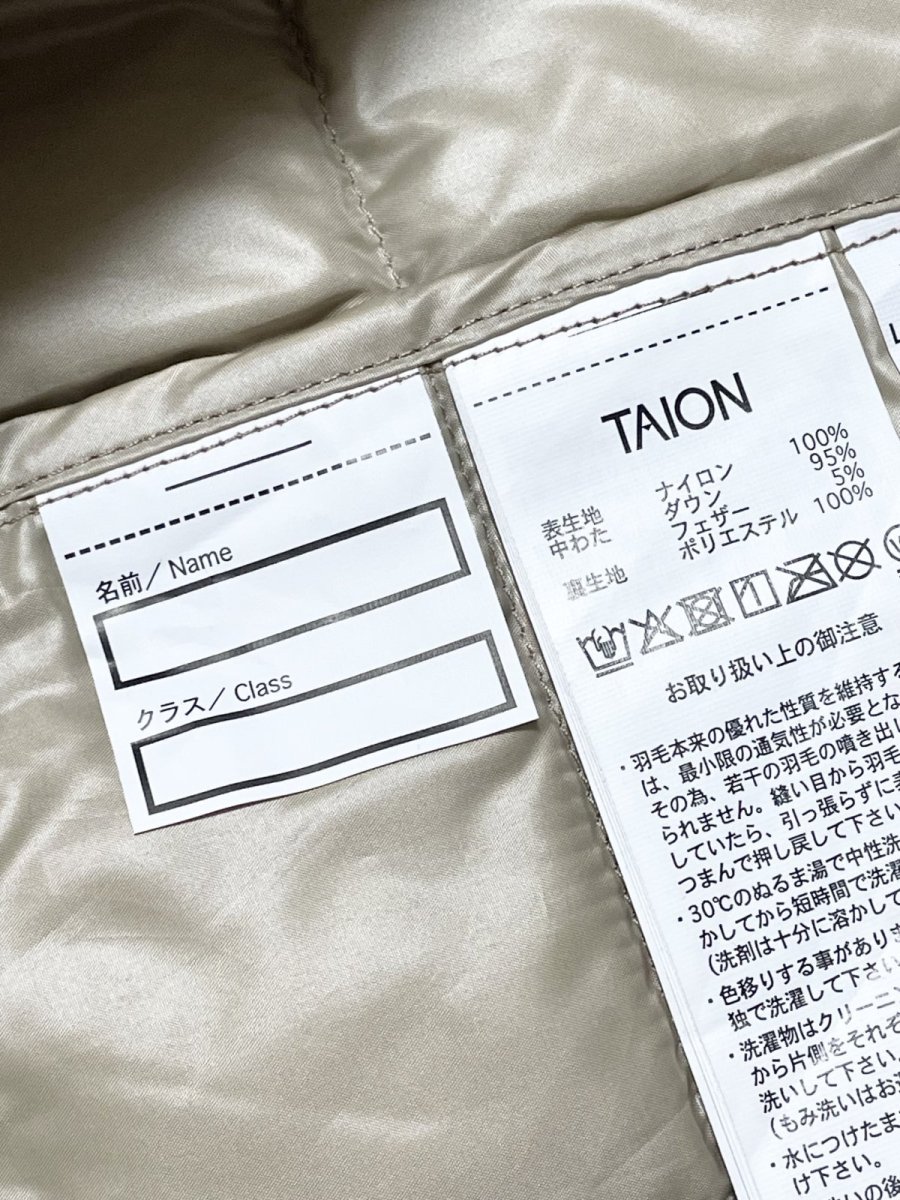 名前／Name
クラス／Class
TAION
表生地 ナイロン 100%
中わた ダウン 95%
フェザー 5%
裏生地 ポリエステル 100%
お取り扱い上の御注意
・羽毛本来の優れた性質を維持する
は、最小限の通気性が必要とな
その為、若干の羽毛の噴き出し
られません。縫い目から羽毛
していたら、引っ張らずに表
つまんで押し戻して下さい
・30℃のぬるま湯で中性洗
かしてから短時間で洗濯
(洗剤は十分に溶かして
・色移りする事がありま
独で洗濯して下さい
・洗濯物はクリーニン
から片側をそれぞ
洗いして下さい。
(もみ洗いはお
・水につけたま
け下さい。
の後
L